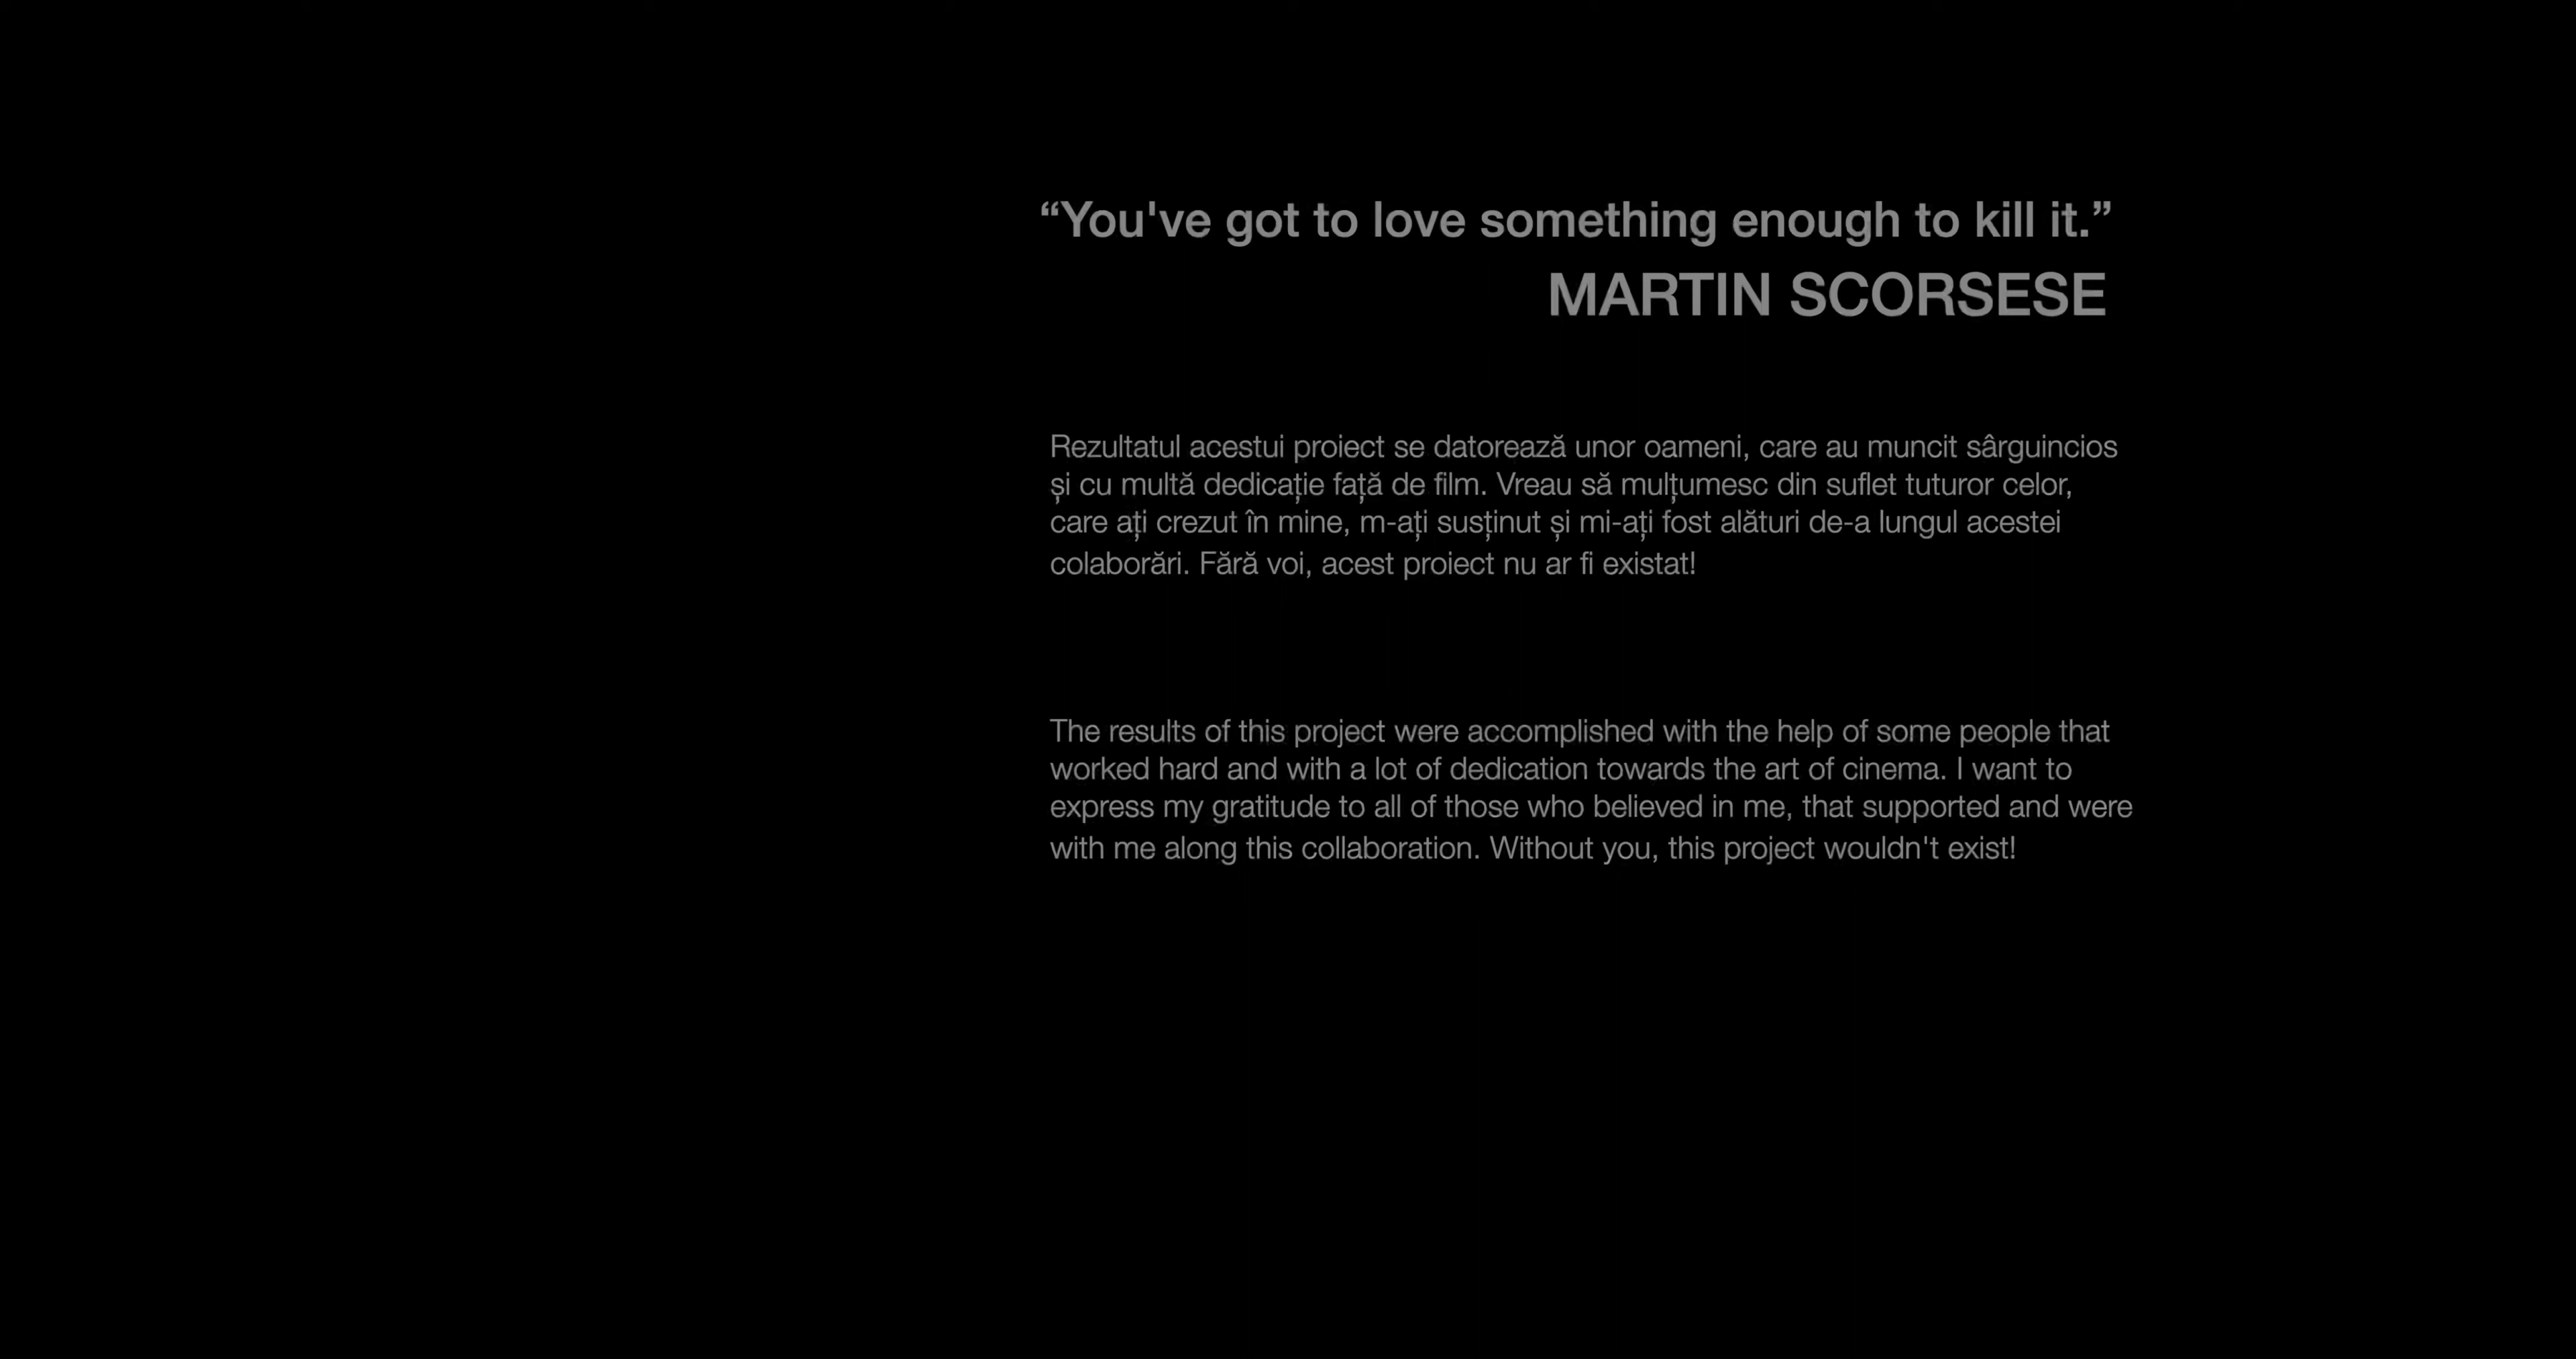 “You've got to love something enough to kill it.”
MARTIN SCORSESE
Rezultatul acestui proiect se datorează unor oameni, care au muncit sârguincios
și cu multă dedicație față de film. Vreau să mulțumesc din suflet tuturor celor,
care ați crezut în mine, m-ați susținut și mi-ați fost alături de-a lungul acestei
colaborări. Fără voi, acest proiect nu ar fi existat!
The results of this project were accomplished with the help of some people that
worked hard and with a lot of dedication towards the art of cinema. I want to
express my gratitude to all of those who believed in me, that supported and were
with me along this collaboration. Without you, this project wouldn't exist!